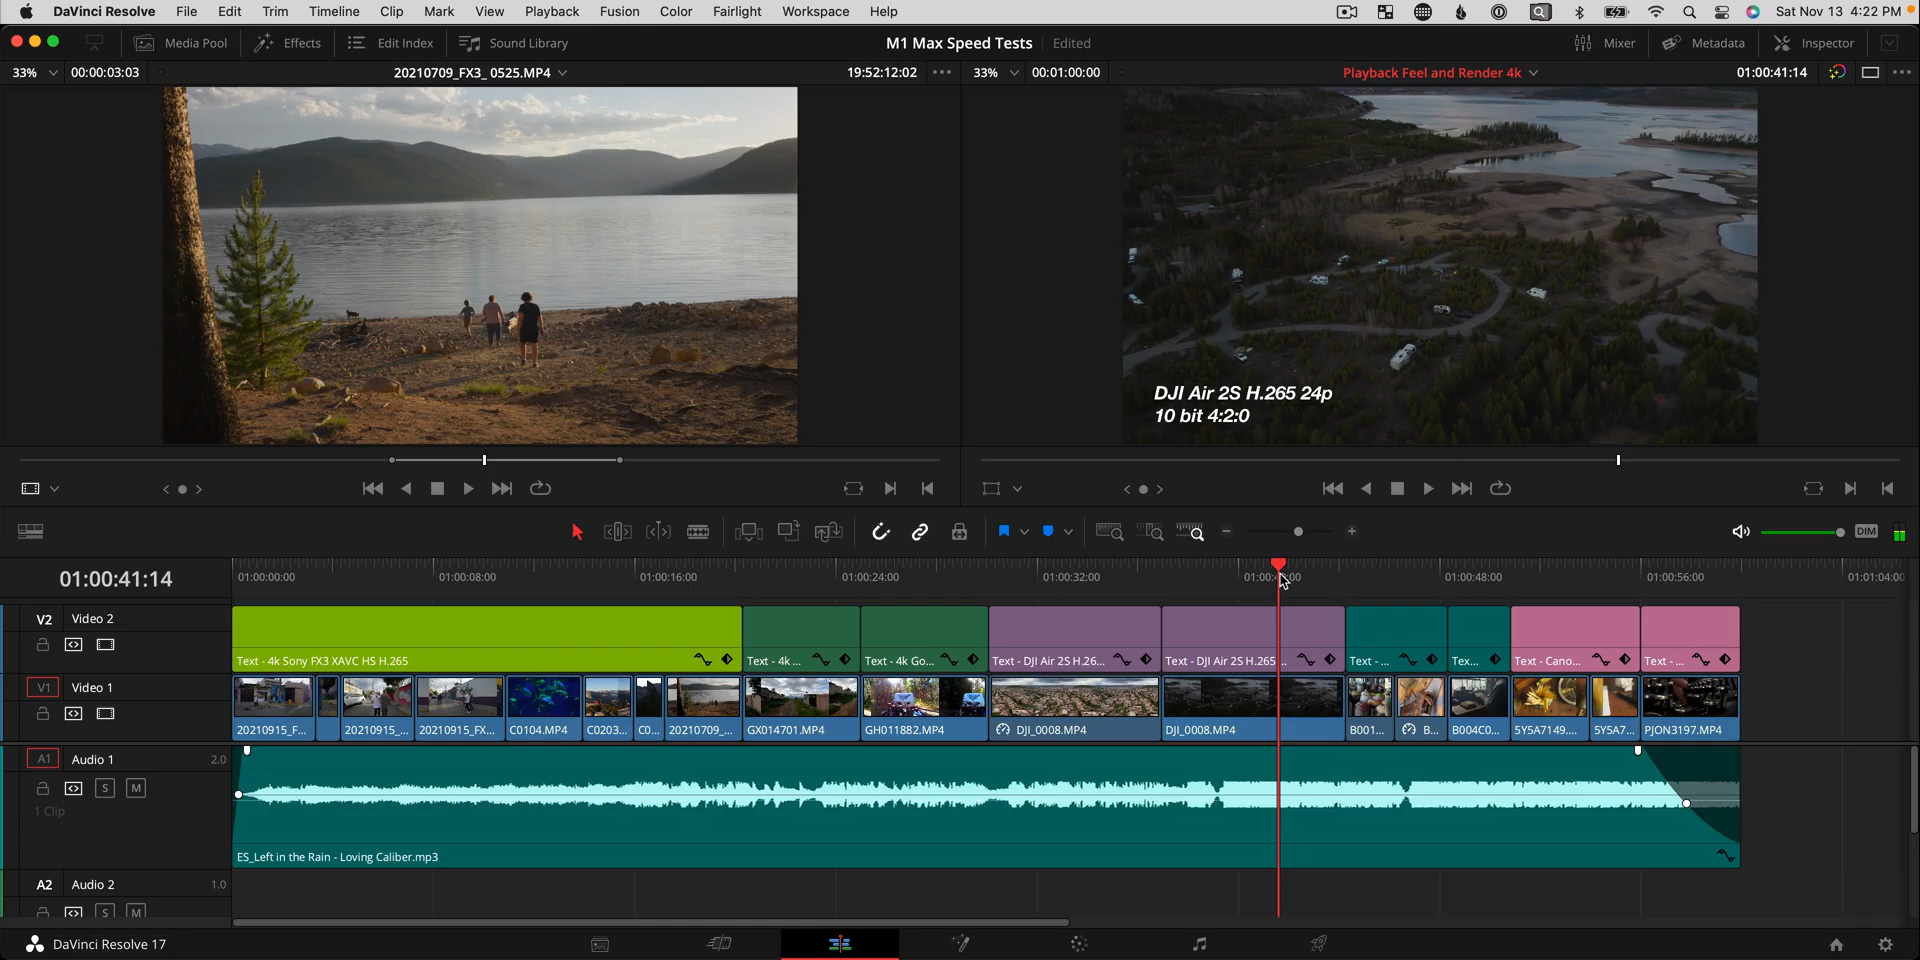 DaVinci Resolve File Edit Trim Timeline Clip Mark View Playback Fusion Color Fairlight Workspace Help Sat Nov 13 4:22 PM
Media Pool Effects Edit Index Sound Library M1 Max Speed Tests Edited Mixer Metadata Inspector
33% 00:00:03:03 20210709_FX3_ 0525.MP4 19:52:12:02 33% 00:01:00:00 Playback Feel and Render 4k 01:00:41:14
DJI Air 2S H.265 24p
10 bit 4:2:0
DIM
01:00:41:14 01:00:00:00 01:00:08:00 01:00:16:00 01:00:24:00 01:00:32:00 01:00:48:00 01:00:56:00 01:01:04:00
V2 Video 2
Text - 4k Sony FX3 XAVC HS H.265 Text - 4k ... Text - 4k Go... Text - DJI Air 2S H.26... Text - DJI Air 2S H.265... Text - ... Tex... Text - Cano... Text - ...
V1 Video 1
20210915_F... 20210915_... 20210915_FX... C0104.MP4 C0203... C0... 20210709_... GX014701.MP4 GH011882.MP4 DJI_0008.MP4 DJI_0008.MP4 B001... B... B004C0... 5Y5A7149.... 5Y5A7... PJON3197.MP4
A1 Audio 1 2.0
S M
1 Clip
ES_Left in the Rain - Loving Caliber.mp3
A2 Audio 2 1.0
S M
DaVinci Resolve 17